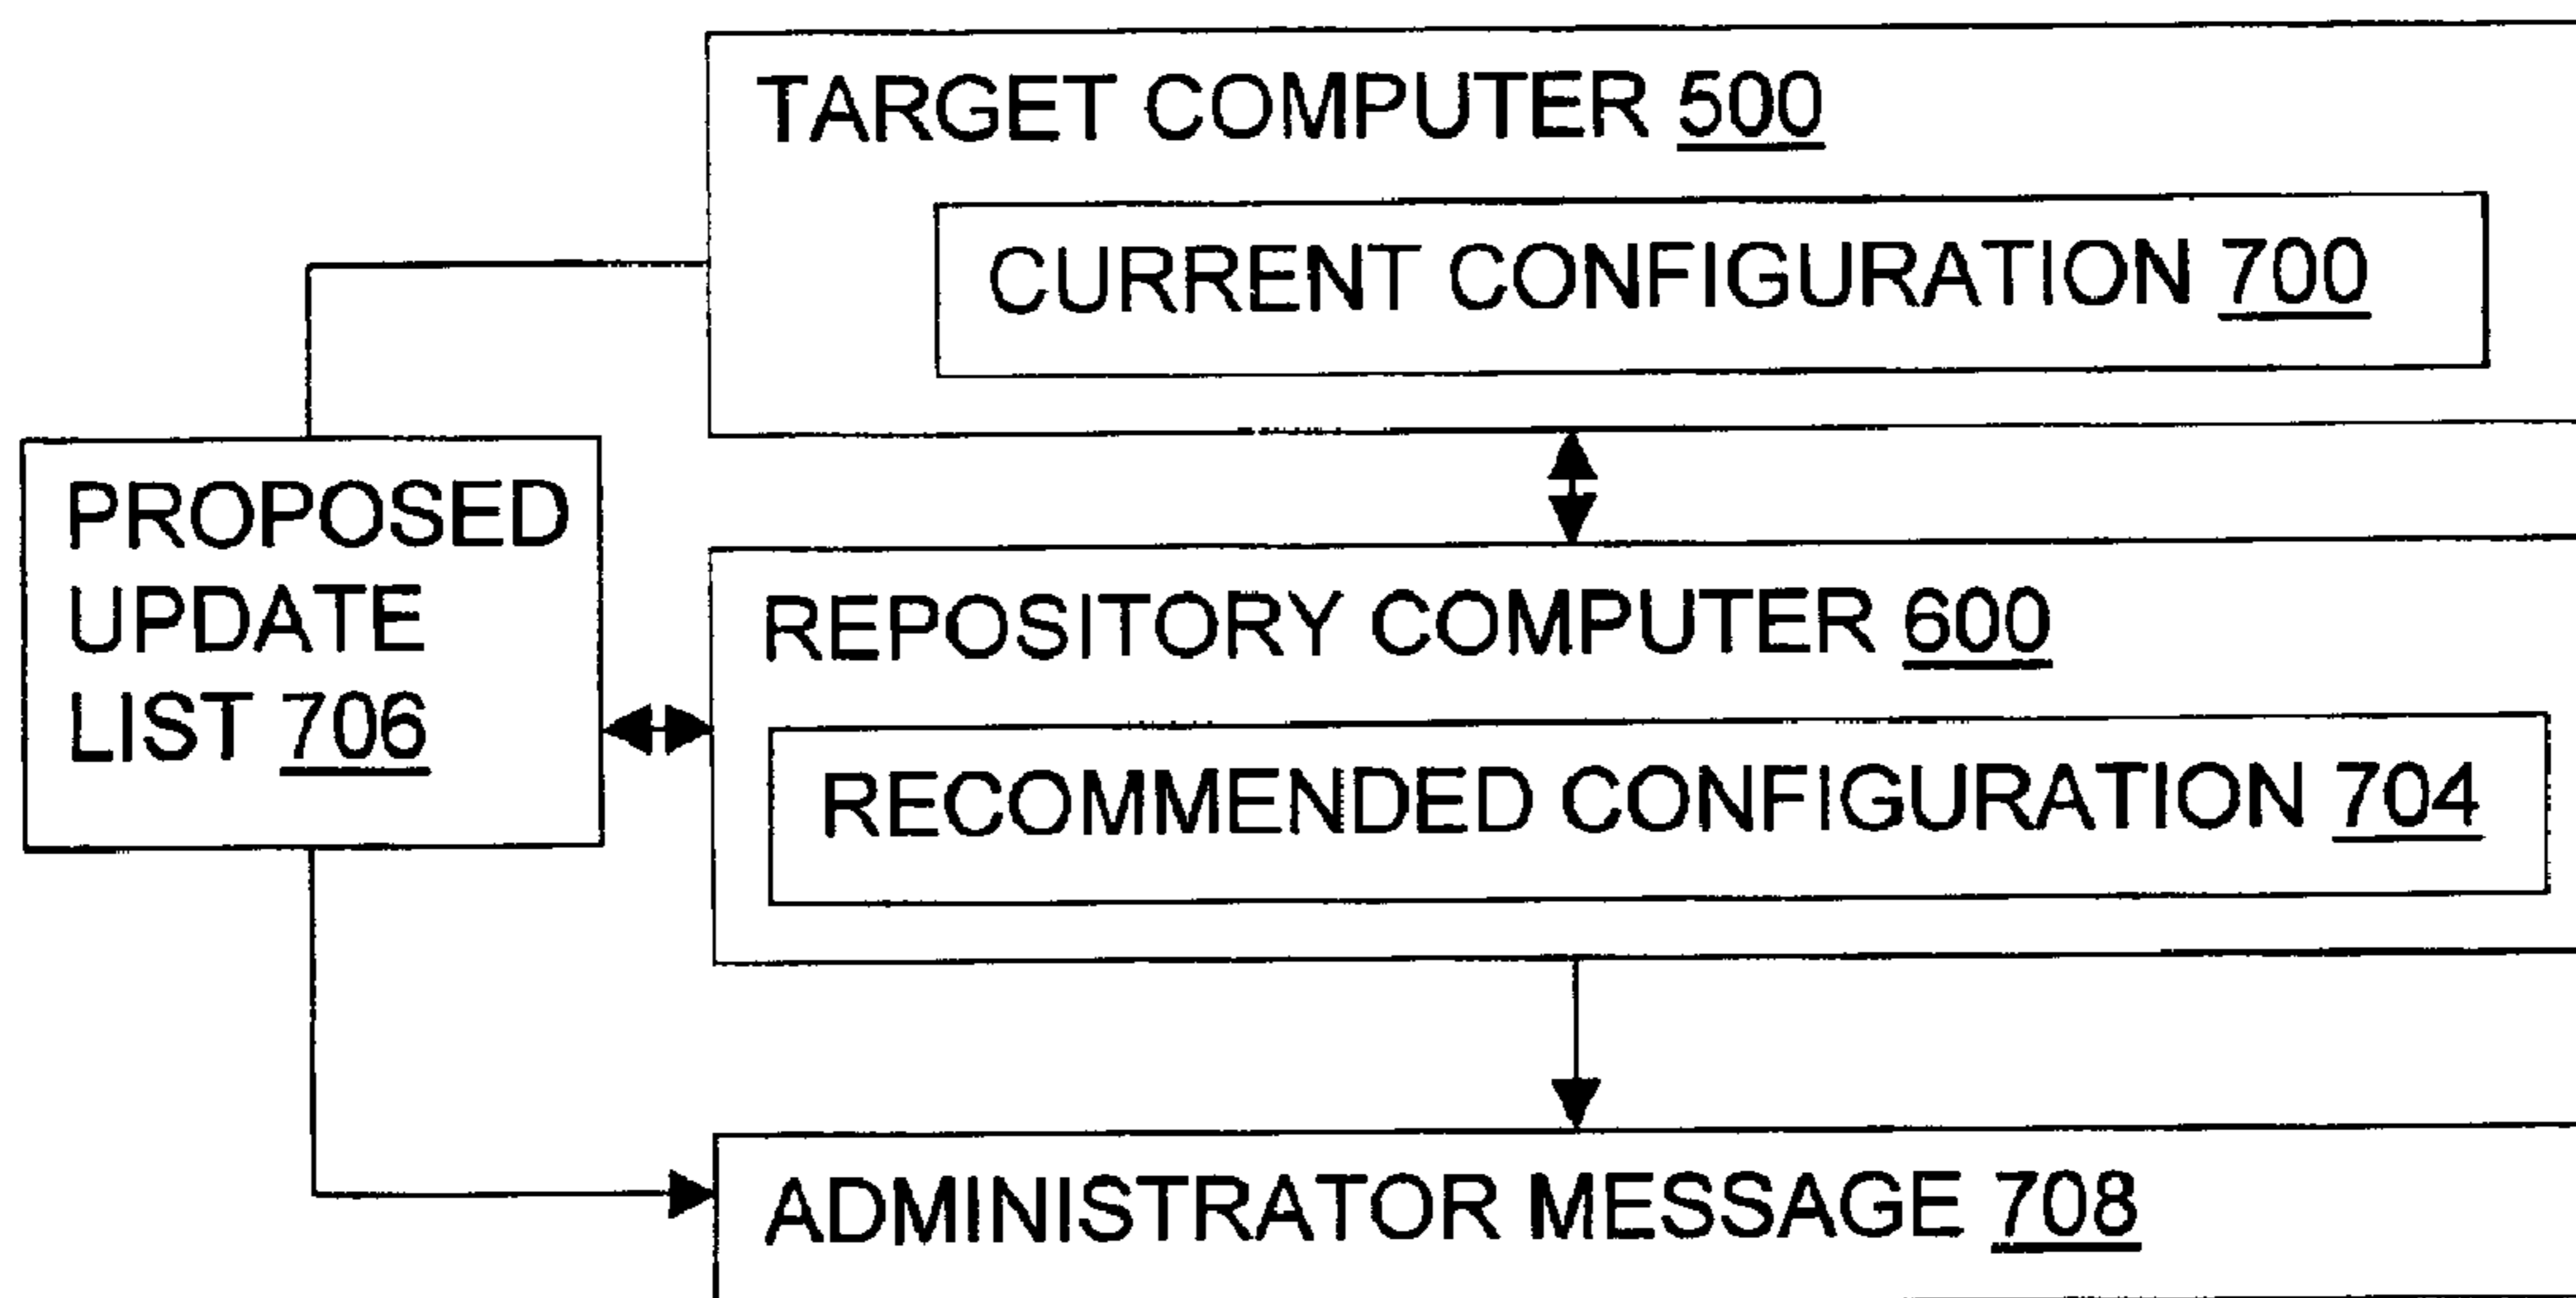 TARGET COMPUTER 500
CURRENT CONFIGURATION 700
PROPOSED
UPDATE
LIST 706
REPOSITORY COMPUTER 600
RECOMMENDED CONFIGURATION 704
ADMINISTRATOR MESSAGE 708